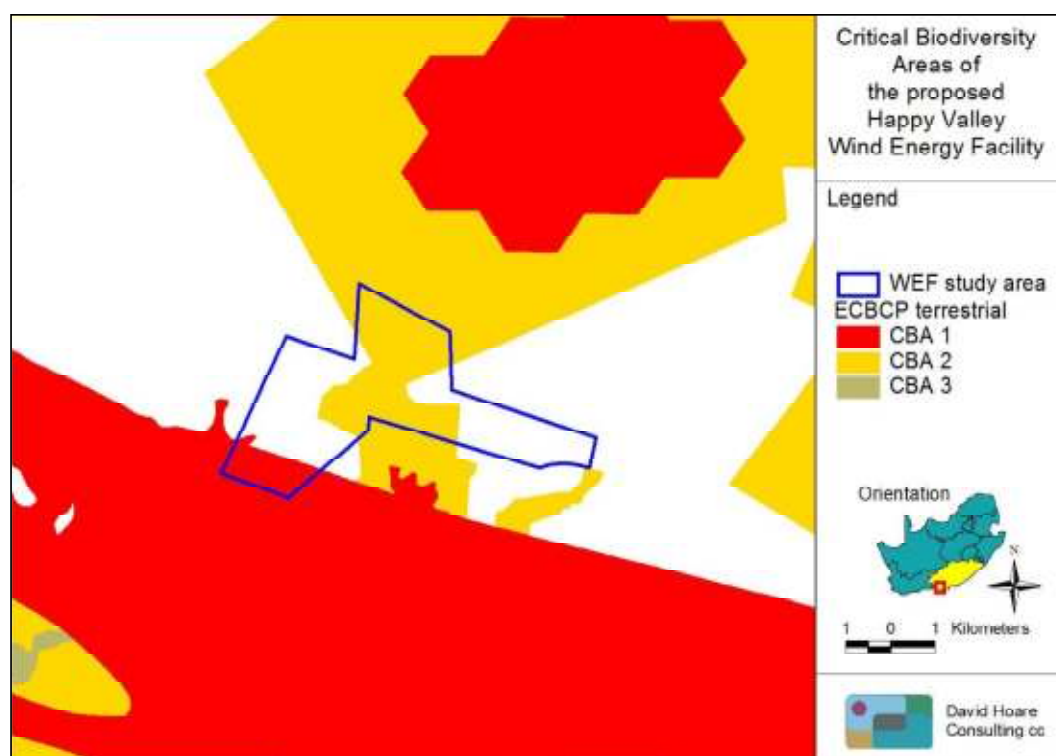 Critical Biodiversity
Areas of
the proposed
Happy Valley
Wind Energy Facility
Legend
WEF study area
ECBCP terrestrial
CBA 1
CBA 2
CBA 3
Orientation
N
1 0 1 Kilometers
David Hoare
Consulting cc